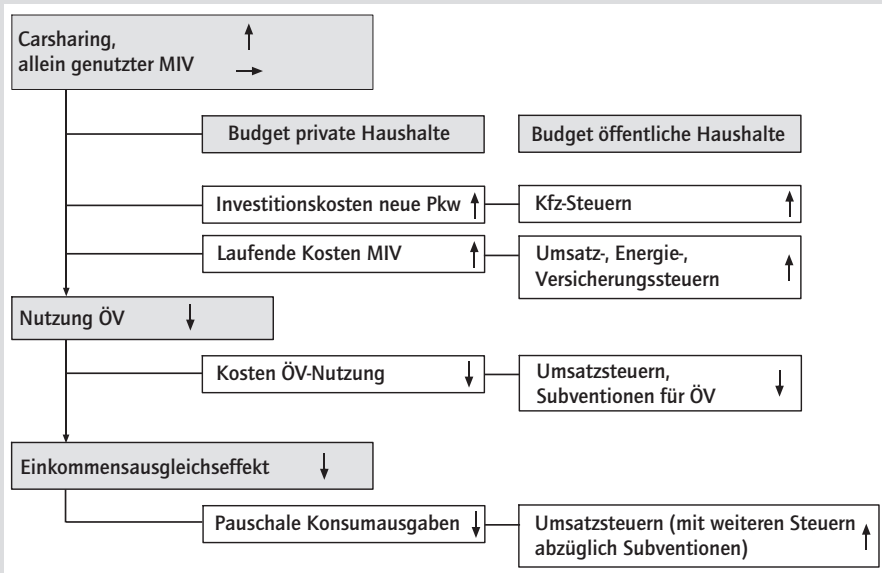 Carsharing,
allein genutzter MIV
Budget private Haushalte
Budget öffentliche Haushalte
Investitionskosten neue Pkw
Kfz-Steuern
Laufende Kosten MIV
Umsatz-, Energie-,
Versicherungssteuern
Nutzung ÖV
Kosten ÖV-Nutzung
Umsatzsteuern,
Subventionen für ÖV
Einkommensausgleichseffekt
Pauschale Konsumausgaben
Umsatzsteuern (mit weiteren Steuern
abzüglich Subventionen)